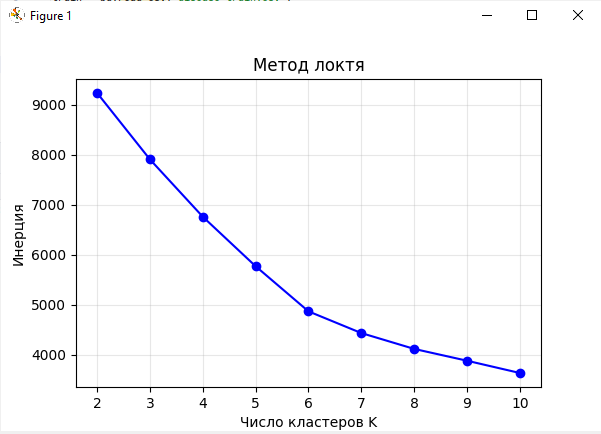 Figure 1
Метод локтя
9000
8000
7000
6000
5000
4000
Инерция
2 3 4 5 6 7 8 9 10
Число кластеров K